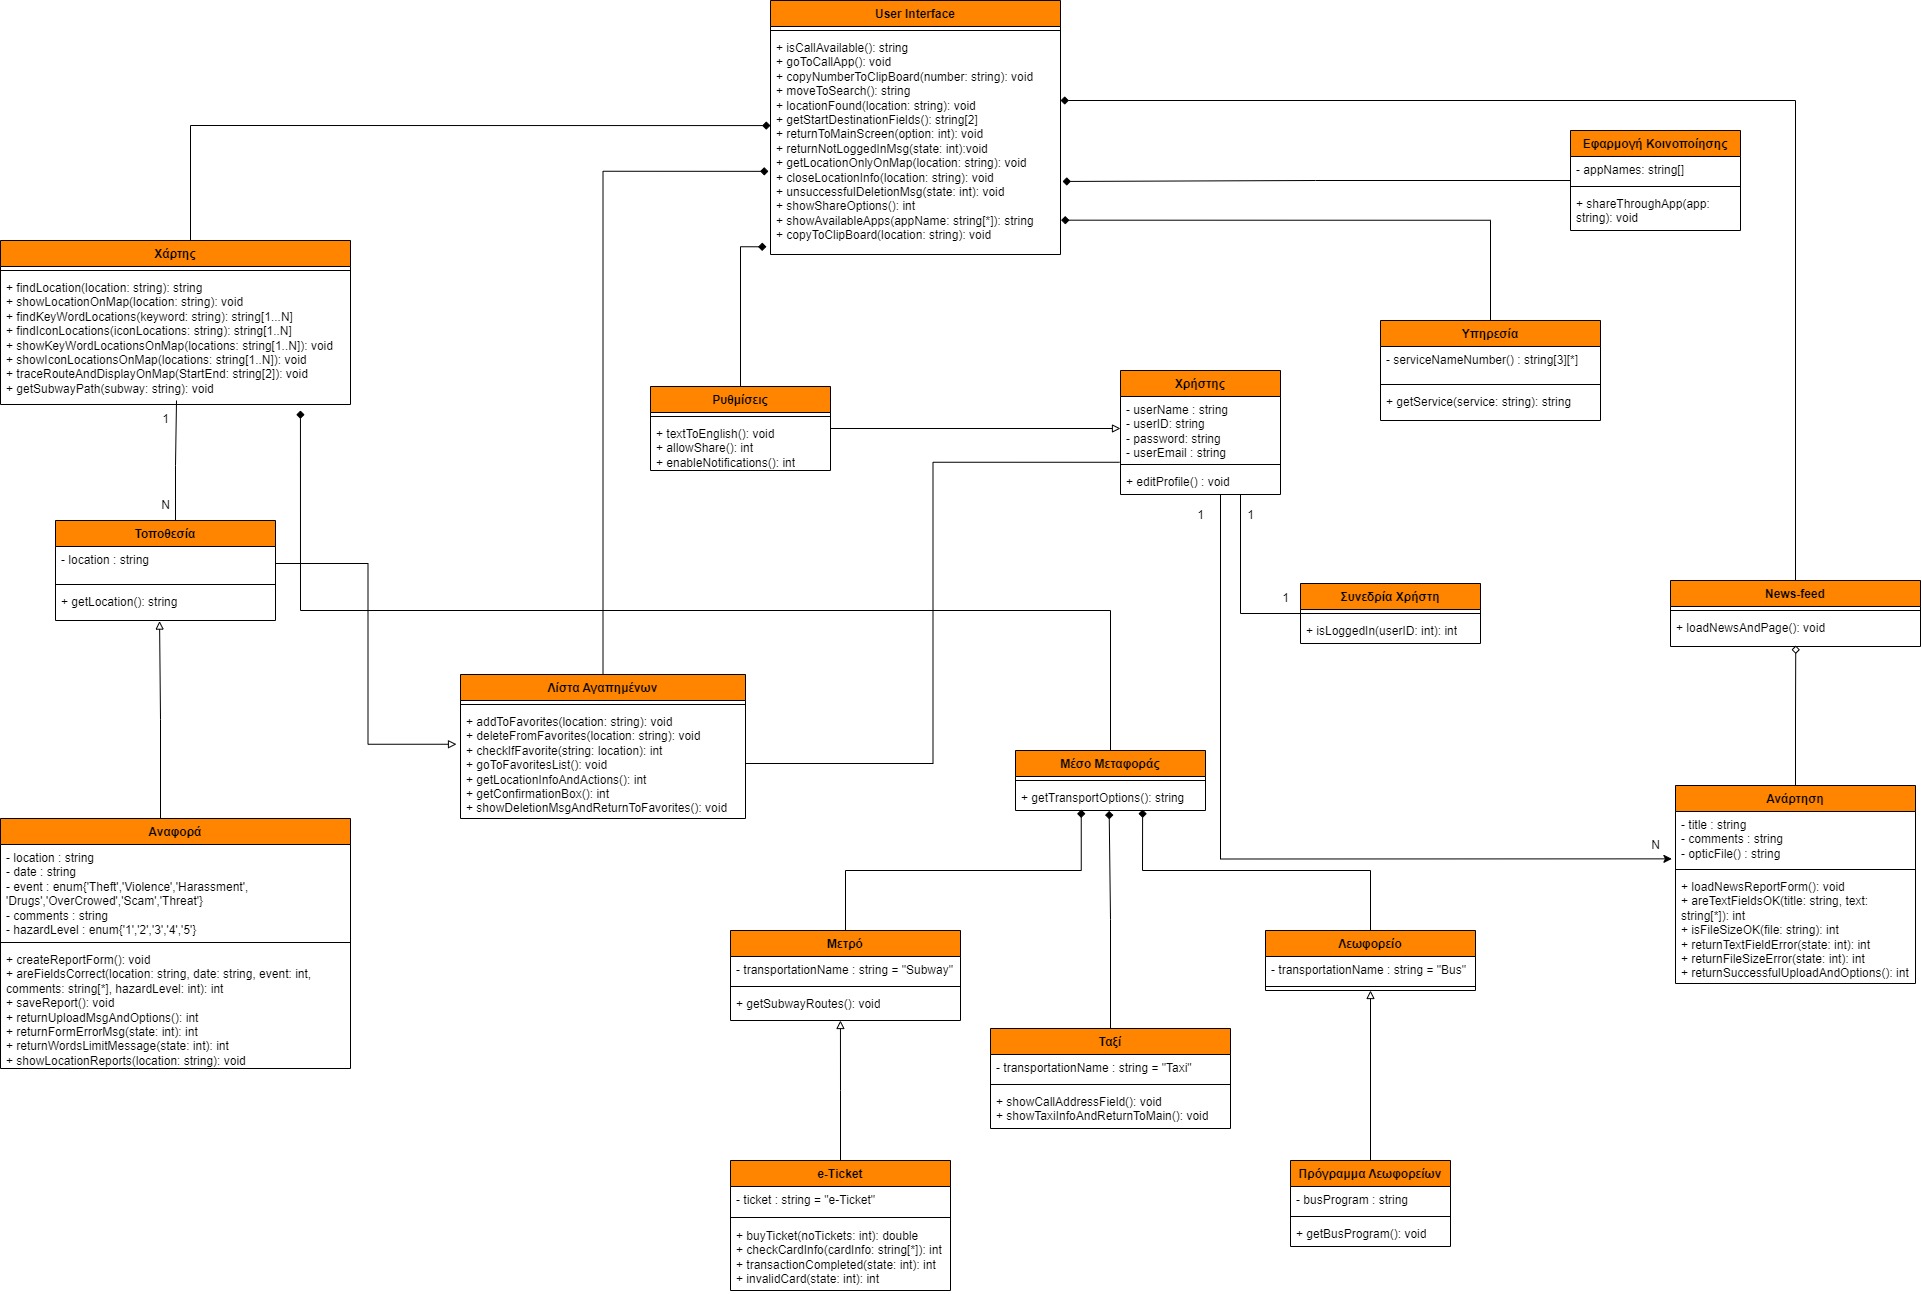 User Interface
+ isCallAvailable(): string
+ goToCallApp(): void
+ copyNumberToClipBoard(number: string): void
+ moveToSearch(): string
+ locationFound(location: string): void
+ getStartDestinationFields(): string[2]
+ returnToMainScreen(option: int): void
+ returnNotLoggedInMsg(state: int):void
+ getLocationOnlyOnMap(location: string): void
+ closeLocationInfo(location: string): void
+ unsuccessfulDeletionMsg(state: int): void
+ showShareOptions(): int
+ showAvailableApps(appName: string[*]): string
+ copyToClipBoard(location: string): void
Εφαρμογή Κοινοποίησης
- appNames: string[]
+ shareThroughApp(app:
string): void
Χάρτης
+ findLocation(location: string): string
+ showLocationOnMap(location: string): void
+ findKeyWordLocations(keyword: string): string[1...N]
+ findIconLocations(iconLocations: string): string[1..N]
+ showKeyWordLocationsOnMap(locations: string[1..N]): void
+ showIconLocationsOnMap(locations: string[1..N]): void
+ traceRouteAndDisplayOnMap(StartEnd: string[2]): void
+ getSubwayPath(subway: string): void
1
N
Υπηρεσία
- serviceNameNumber() : string[3][*]
+ getService(service: string): string
Ρυθμίσεις
+ textToEnglish(): void
+ allowShare(): int
+ enableNotifications(): int
Χρήστης
- userName : string
- userID: string
- password: string
- userEmail : string
+ editProfile() : void
1
1
Τοποθεσία
- location : string
+ getLocation(): string
1
Συνεδρία Χρήστη
+ isLoggedIn(userID: int): int
News-feed
+ loadNewsAndPage(): void
Λίστα Αγαπημένων
+ addToFavorites(location: string): void
+ deleteFromFavorites(location: string): void
+ checkIfFavorite(string: location): int
+ goToFavoritesList(): void
+ getLocationInfoAndActions(): int
+ getConfirmationBox(): int
+ showDeletionMsgAndReturnToFavorites(): void
Μέσο Μεταφοράς
+ getTransportOptions(): string
N
Ανάρτηση
- title : string
- comments : string
- opticFile() : string
+ loadNewsReportForm(): void
+ areTextFieldsOK(title: string, text:
string[*]): int
+ isFileSizeOK(file: string): int
+ returnTextFieldError(state: int): int
+ returnFileSizeError(state: int): int
+ returnSuccessfulUploadAndOptions(): int
Αναφορά
- location : string
- date : string
- event : enum{'Theft','Violence','Harassment',
'Drugs','OverCrowed','Scam','Threat'}
- comments : string
- hazardLevel : enum{'1','2','3','4','5'}
+ createReportForm(): void
+ areFieldsCorrect(location: string, date: string, event: int,
comments: string[*], hazardLevel: int): int
+ saveReport(): void
+ returnUploadMsgAndOptions(): int
+ returnFormErrorMsg(state: int): int
+ returnWordsLimitMessage(state: int): int
+ showLocationReports(location: string): void
Μετρό
- transportationName : string = "Subway"
+ getSubwayRoutes(): void
Λεωφορείο
- transportationName : string = "Bus"
Ταξί
- transportationName : string = "Taxi"
+ showCallAddressField(): void
+ showTaxiInfoAndReturnToMain(): void
e-Ticket
- ticket : string = "e-Ticket"
+ buyTicket(noTickets: int): double
+ checkCardInfo(cardInfo: string[*]): int
+ transactionCompleted(state: int): int
+ invalidCard(state: int): int
Πρόγραμμα Λεωφορείων
- busProgram : string
+ getBusProgram(): void